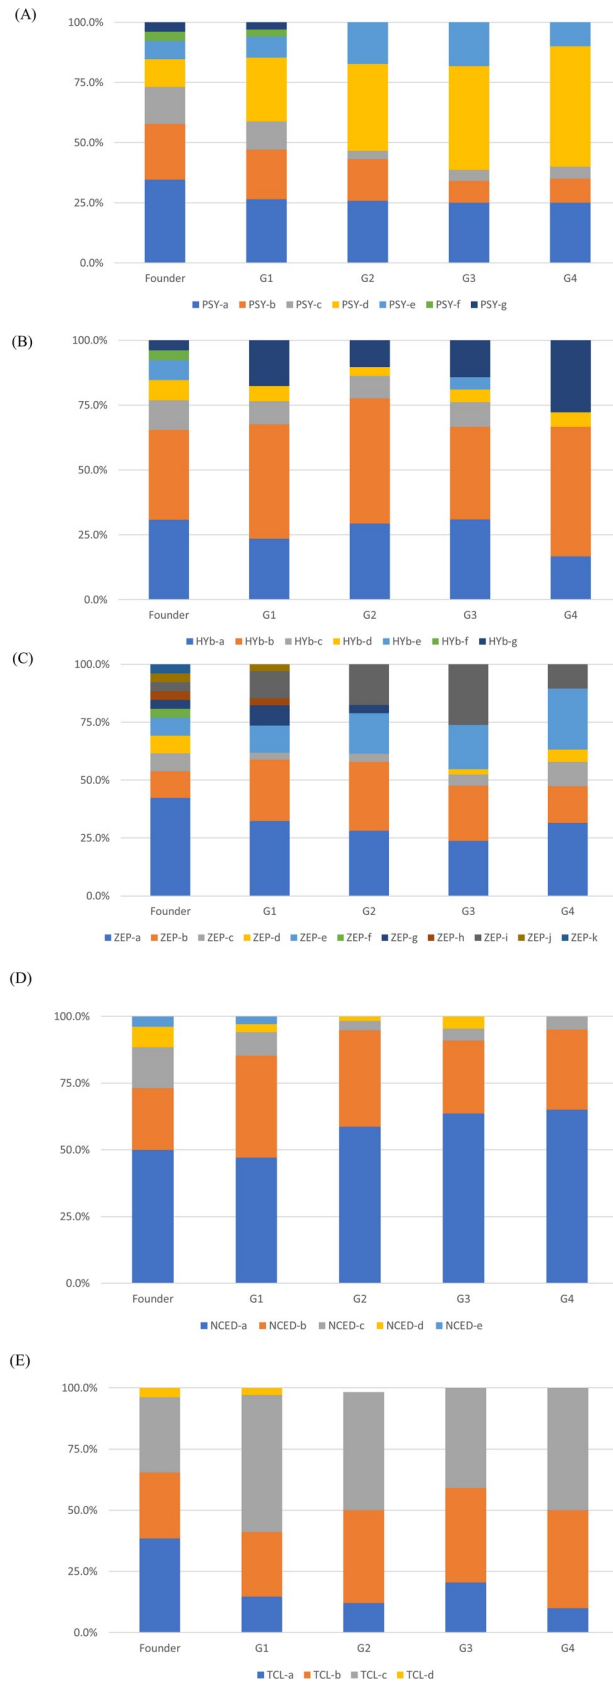 (A)
100.0%
75.0%
50.0%
25.0%
0.0%
Founder G1 G2 G3 G4
PSY-a PSY-b PSY-c PSY-d PSY-e PSY-f PSY-g
(B)
100.0%
75.0%
50.0%
25.0%
0.0%
Founder G1 G2 G3 G4
HYb-a HYb-b HYb-c HYb-d HYb-e HYb-f HYb-g
(C)
100.0%
75.0%
50.0%
25.0%
0.0%
Founder G1 G2 G3 G4
ZEP-a ZEP-b ZEP-c ZEP-d ZEP-e ZEP-f ZEP-g ZEP-h ZEP-i ZEP-j ZEP-k
(D)
100.0%
75.0%
50.0%
25.0%
0.0%
Founder G1 G2 G3 G4
NCED-a NCED-b NCED-c NCED-d NCED-e
(E)
100.0%
75.0%
50.0%
25.0%
0.0%
Founder G1 G2 G3 G4
TCL-a TCL-b TCL-c TCL-d